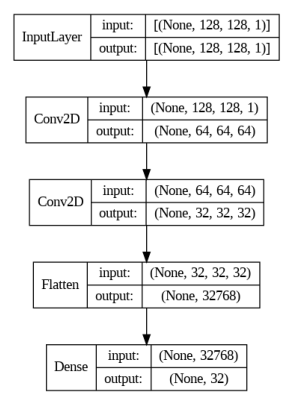 InputLayer
input: [(None, 128, 128, 1)]
output: [(None, 128, 128, 1)]
Conv2D
input: (None, 128, 128, 1)
output: (None, 64, 64, 64)
Conv2D
input: (None, 64, 64, 64)
output: (None, 32, 32, 32)
Flatten
input: (None, 32, 32, 32)
output: (None, 32768)
Dense
input: (None, 32768)
output: (None, 32)